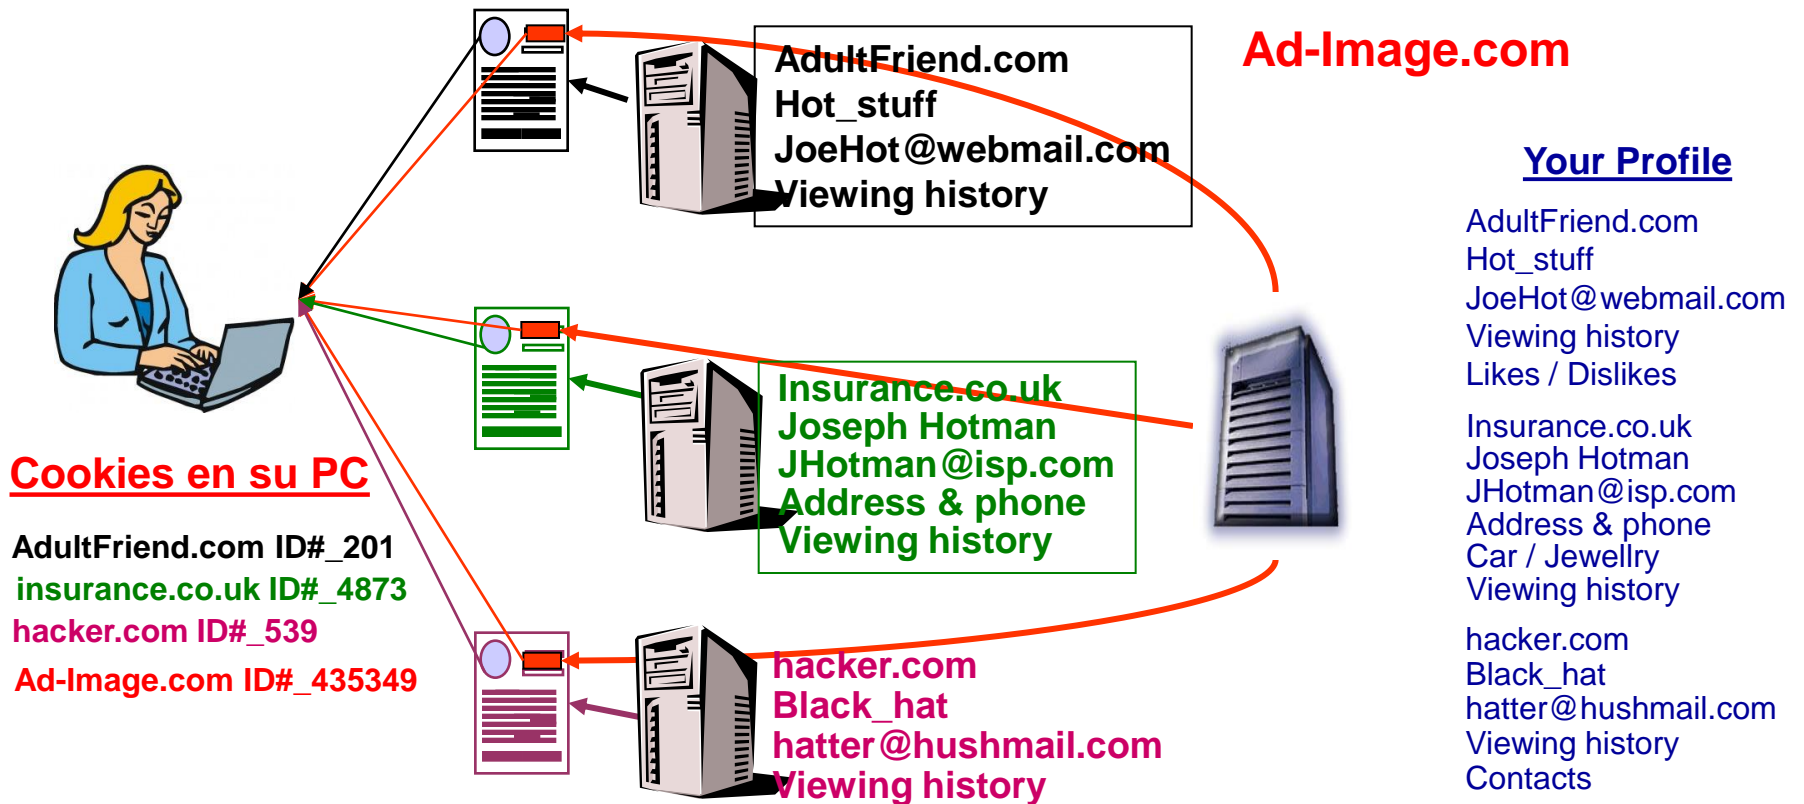 AdultFriend.com
Hot_stuff
JoeHot@webmail.com
Viewing history
Ad-Image.com
Your Profile
AdultFriend.com
Hot_stuff
JoeHot@webmail.com
Viewing history
Likes / Dislikes
Insurance.co.uk
Joseph Hotman
JHotman@isp.com
Address & phone
Car / Jewellry
Viewing history
hacker.com
Black_hat
hatter@hushmail.com
Viewing history
Contacts
Insurance.co.uk
Joseph Hotman
JHotman@isp.com
Address & phone
Viewing history
Cookies en su PC
AdultFriend.com ID#_201
insurance.co.uk ID#_4873
hacker.com ID#_539
Ad-Image.com ID#_435349
hacker.com
Black_hat
hatter@hushmail.com
Viewing history